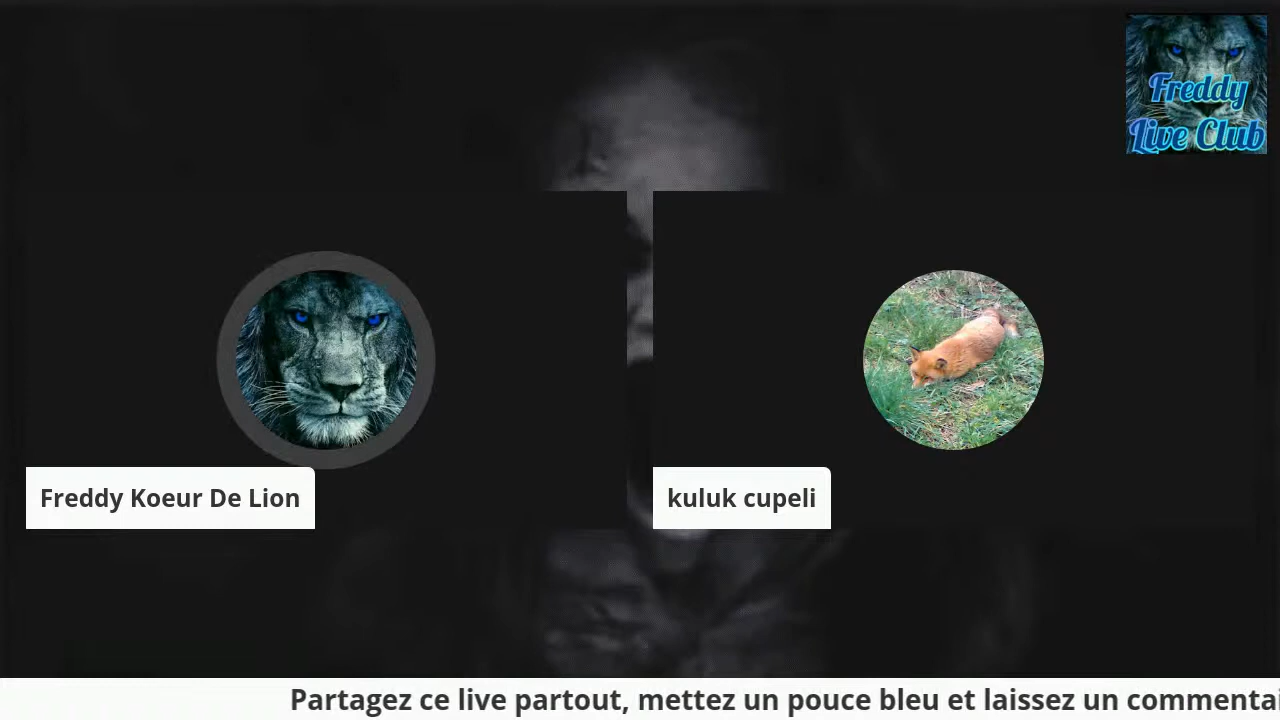 Freddy
Live Club
Freddy Koeur De Lion
kuluk cupeli
Partagez ce live partout, mettez un pouce bleu et laissez un commentai